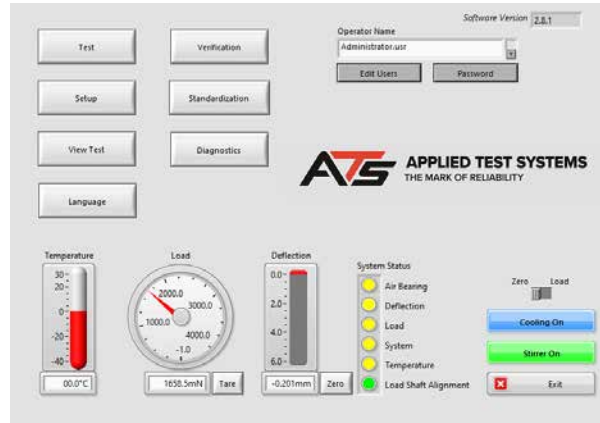 Software Version 2.8.1
Operator Name
Administrator.usr
Edit Users Password
Test Verification
Setup Standardization
View Test Diagnostics
Language
ATS APPLIED TEST SYSTEMS
THE MARK OF RELIABILITY
Temperature
30
20
0
-20
-40
00.0°C
Load
1000.0
2000.0
3000.0
4000.0
-1.0
1658.5mN Tare
Deflection
0.0
2.0
4.0
6.0
-0.201mm Zero
System Status
Air Bearing
Deflection
Load
System
Temperature
Load Shaft Alignment
Zero Load
Cooling On
Stirrer On
Exit